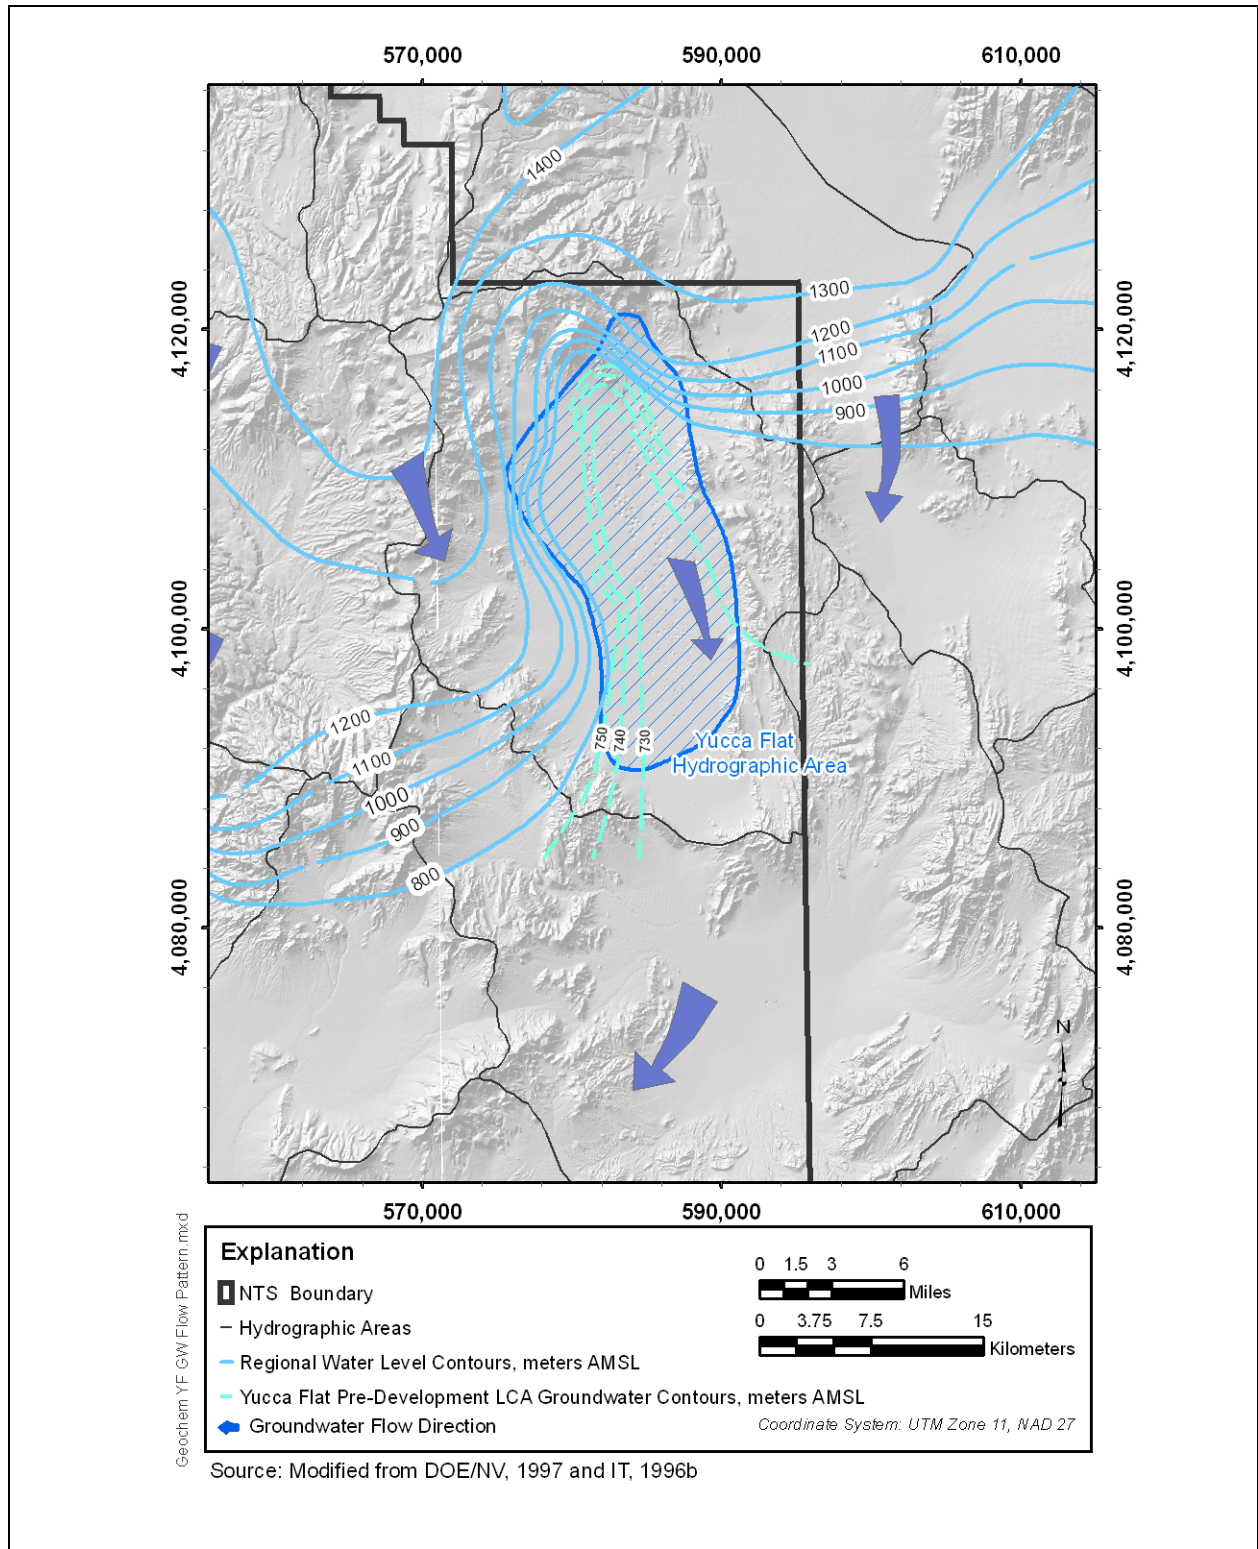 570,000 590,000 610,000
1400
1300
4,120,000 4,120,000
1200
1100
1000
900
4,100,000 4,100,000
1200
750 740 730
Yucca Flat
Hydrographic Area
1100
1000
900
800
4,080,000 4,080,000
N
570,000 590,000 610,000
Geochem YF GW Flow Pattern.mxd
Explanation
NTS Boundary
Hydrographic Areas
Regional Water Level Contours, meters AMSL
Yucca Flat Pre-Development LCA Groundwater Contours, meters AMSL
Groundwater Flow Direction
0 1.5 3 6
Miles
0 3.75 7.5 15
Kilometers
Coordinate System: UTM Zone 11, NAD 27
Source: Modified from DOE/NV, 1997 and IT, 1996b